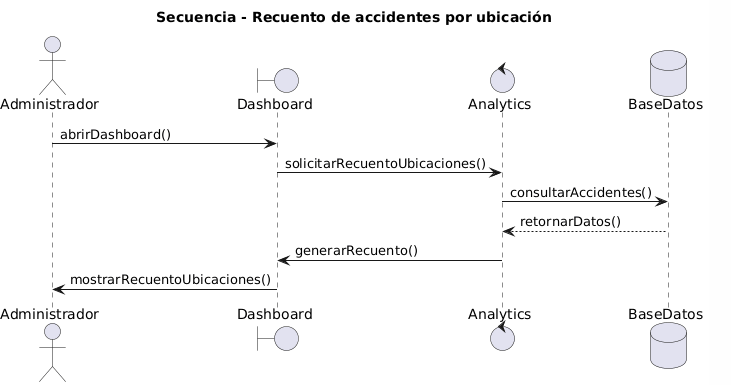 Secuencia - Recuento de accidentes por ubicación
Administrador Dashboard Analytics BaseDatos
abrirDashboard()
solicitarRecuentoUbicaciones()
consultarAccidentes()
retornarDatos()
generarRecuento()
mostrarRecuentoUbicaciones()
Administrador Dashboard Analytics BaseDatos